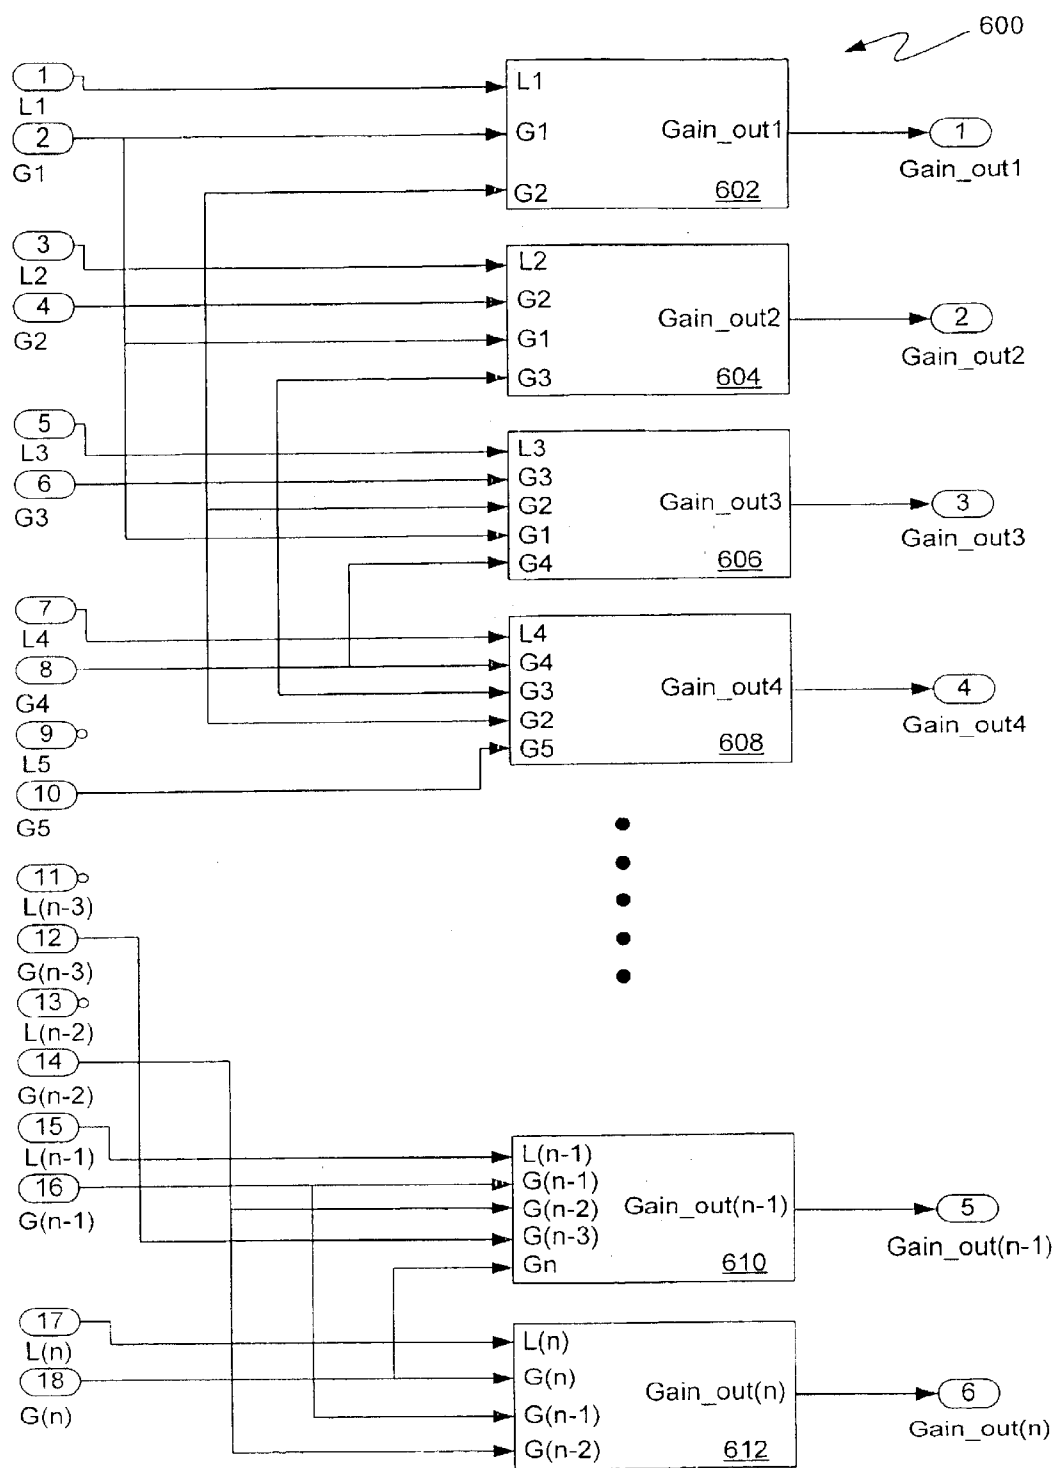 600
1
L1
2
G1
L1
G1
G2
Gain_out1
602
1
Gain_out1
3
L2
4
G2
L2
G2
G1
G3
Gain_out2
604
2
Gain_out2
5
L3
6
G3
L3
G3
G2
G1
G4
Gain_out3
606
3
Gain_out3
7
L4
8
G4
9
L5
10
G5
L4
G4
G3
G2
G5
Gain_out4
608
4
Gain_out4
11
L(n-3)
12
G(n-3)
13
L(n-2)
14
G(n-2)
15
L(n-1)
16
G(n-1)
L(n-1)
G(n-1)
G(n-2)
G(n-3)
Gn
Gain_out(n-1)
610
5
Gain_out(n-1)
17
L(n)
18
G(n)
L(n)
G(n)
G(n-1)
G(n-2)
Gain_out(n)
612
6
Gain_out(n)